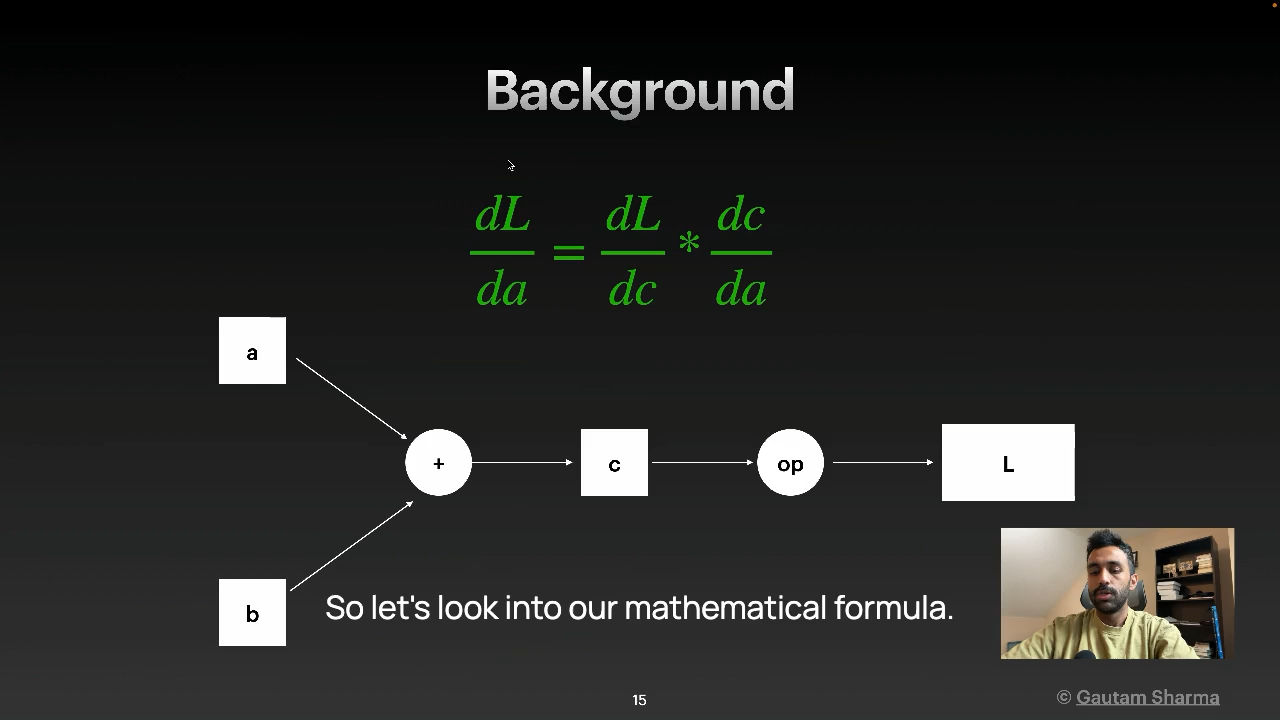 Background
dL/da = dL/dc * dc/da
a
+
c
op
L
b
So let's look into our mathematical formula.
15
© Gautam Sharma